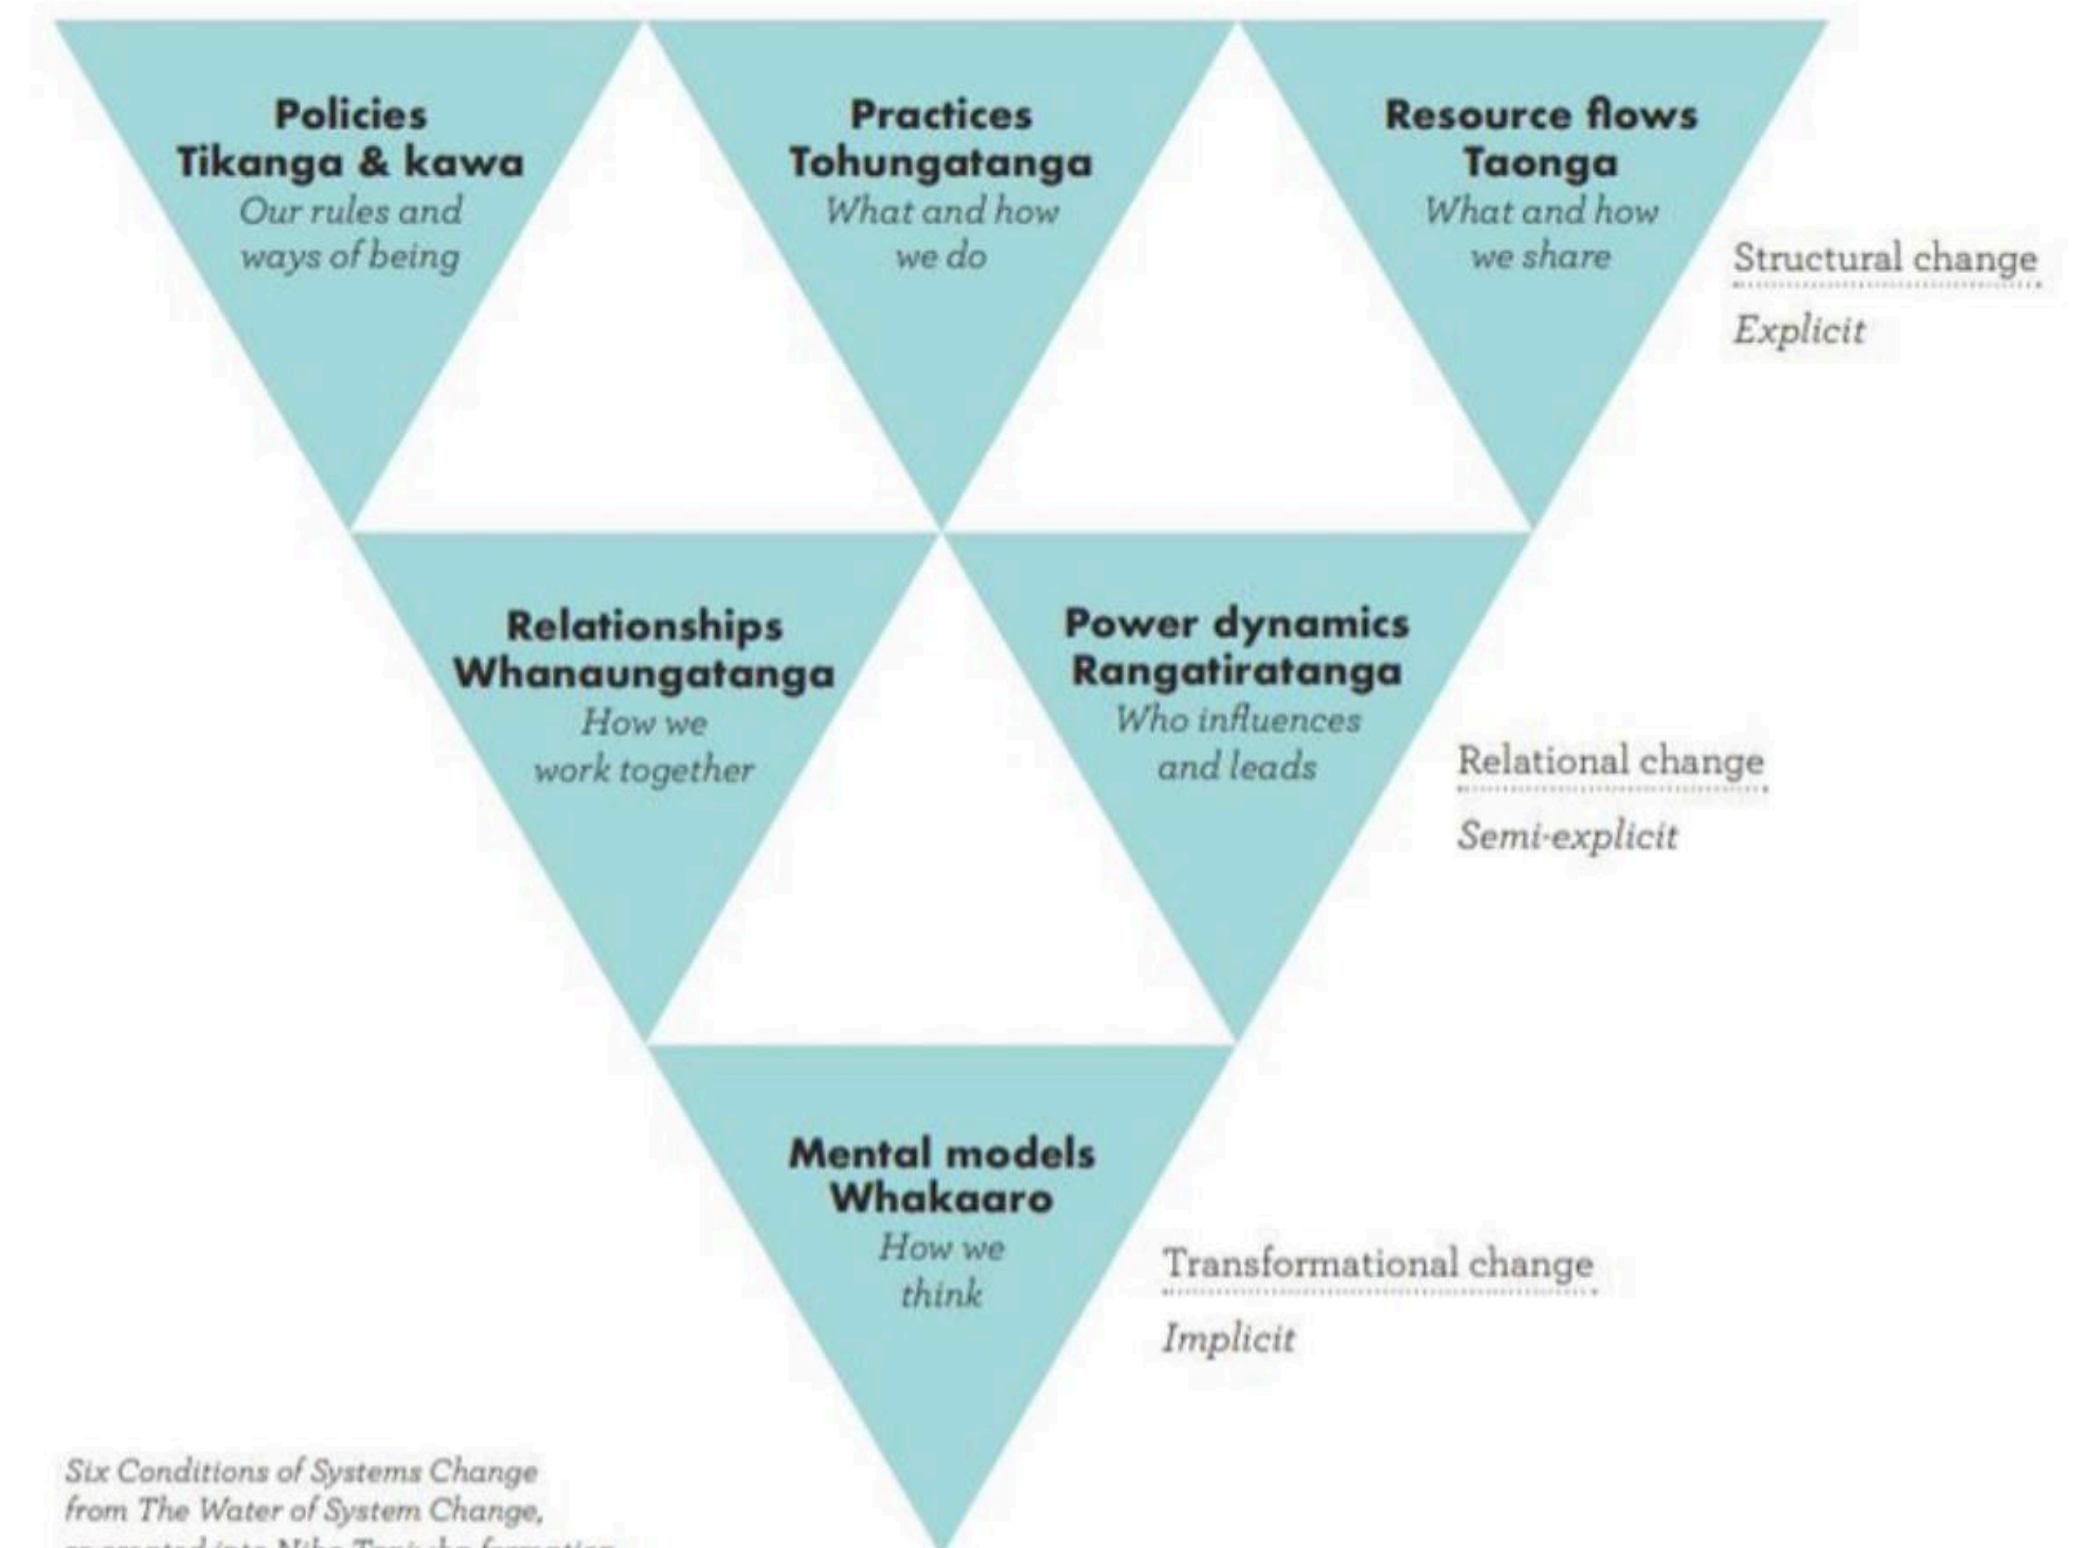 Policies
Tikanga & kawa
Our rules and
ways of being
Practices
Tohungatanga
What and how
we do
Resource flows
Taonga
What and how
we share
Structural change
Explicit
Relationships
Whanaungatanga
How we
work together
Power dynamics
Rangatiratanga
Who influences
and leads
Relational change
Semi-explicit
Mental models
Whakaaro
How we
think
Transformational change
Implicit
Six Conditions of Systems Change
from The Water of System Change,